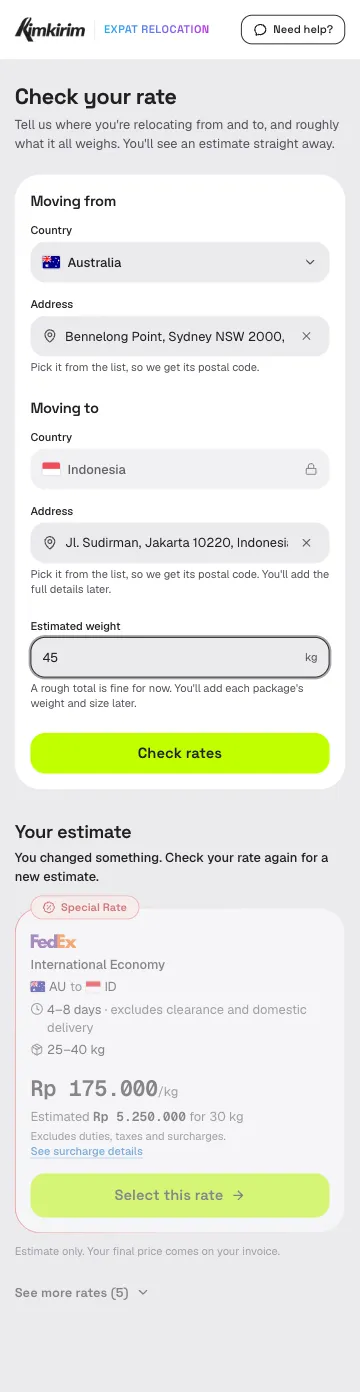 Kimkirim
EXPAT RELOCATION
Need help?
Check your rate
Tell us where you're relocating from and to, and roughly
what it all weighs. You'll see an estimate straight away.
Moving from
Country
Australia
Address
Bennelong Point, Sydney NSW 2000,
Pick it from the list, so we get its postal code.
Moving to
Country
Indonesia
Address
Jl. Sudirman, Jakarta 10220, Indonesi
Pick it from the list, so we get its postal code. You'll add the
full details later.
Estimated weight
45
kg
A rough total is fine for now. You'll add each package's
weight and size later.
Check rates
Your estimate
You changed something. Check your rate again for a
new estimate.
Special Rate
FedEx
International Economy
AU to ID
4–8 days · excludes clearance and domestic
delivery
25–40 kg
Rp 175.000/kg
Estimated Rp 5.250.000 for 30 kg
Excludes duties, taxes and surcharges.
See surcharge details
Select this rate →
Estimate only. Your final price comes on your invoice.
See more rates (5)